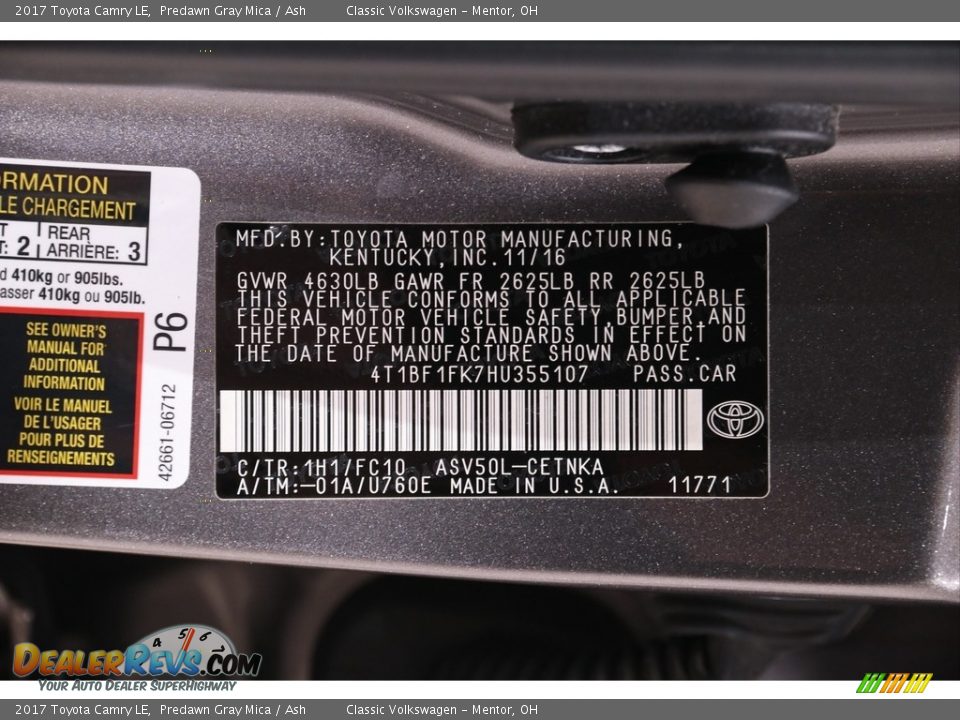 2017 Toyota Camry LE, Predawn Gray Mica / Ash Classic Volkswagen - Mentor, OH
ORMATION
LE CHARGEMENT
REAR
2 ARRIÈRE: 3
410kg or 905lbs.
asser 410kg ou 905lb.
SEE OWNER'S
MANUAL FOR
ADDITIONAL
INFORMATION
VOIR LE MANUEL
DE L'USAGER
POUR PLUS DE
RENSEIGNEMENTS
P6
42661-06712
MFD.BY:TOYOTA MOTOR MANUFACTURING,
KENTUCKY,INC.11/16
GVWR 4630LB GAWR FR 2625LB RR 2625LB
THIS VEHICLE CONFORMS TO ALL APPLICABLE
FEDERAL MOTOR VEHICLE SAFETY,BUMPER,AND
THEFT PREVENTION STANDARDS IN EFFECT ON
THE DATE OF MANUFACTURE SHOWN ABOVE.
4T1BF1FK7HU355107 PASS.CAR
C/TR:1H1/FC10 ASV50L-CETNKA
A/TM:-01A/U760E MADE IN U.S.A. 11771
4 5 6
DEALERREVS.COM
YOUR AUTO DEALER SUPERHIGHWAY
2017 Toyota Camry LE, Predawn Gray Mica / Ash Classic Volkswagen - Mentor, OH